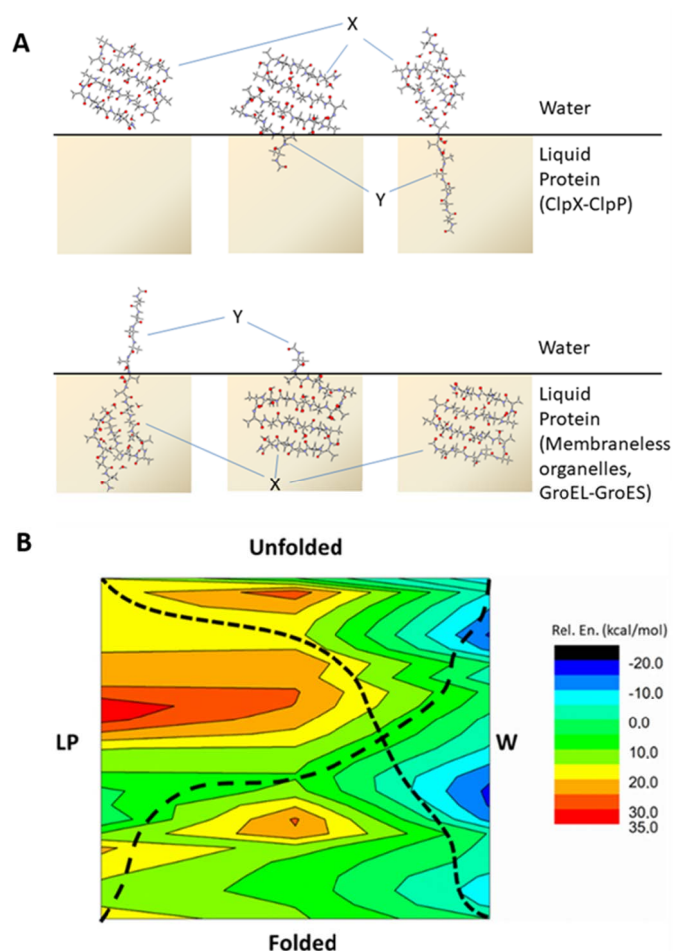 A
X
Water
Liquid
Protein
(ClpX-ClpP)
Y
Y
Water
Liquid
Protein
(Membraneless
organelles,
GroEL-GroES)
X
B
Unfolded
Rel. En. (kcal/mol)
-20.0
-10.0
0.0
10.0
20.0
30.0
35.0
LP
W
Folded